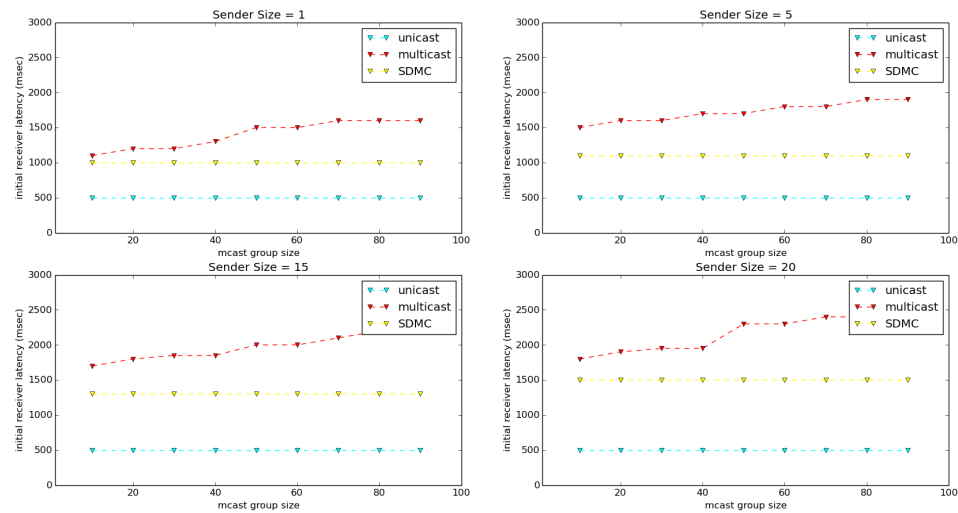 Sender Size = 1
3000
2500
2000
1500
1000
500
0
20
40
60
80
100
initial receiver latency (msec)
mcast group size
unicast
multicast
SDMC
Sender Size = 5
3000
2500
2000
1500
1000
500
0
20
40
60
80
100
initial receiver latency (msec)
mcast group size
unicast
multicast
SDMC
Sender Size = 15
3000
2500
2000
1500
1000
500
0
20
40
60
80
100
initial receiver latency (msec)
mcast group size
unicast
multicast
SDMC
Sender Size = 20
3000
2500
2000
1500
1000
500
0
20
40
60
80
100
initial receiver latency (msec)
mcast group size
unicast
multicast
SDMC